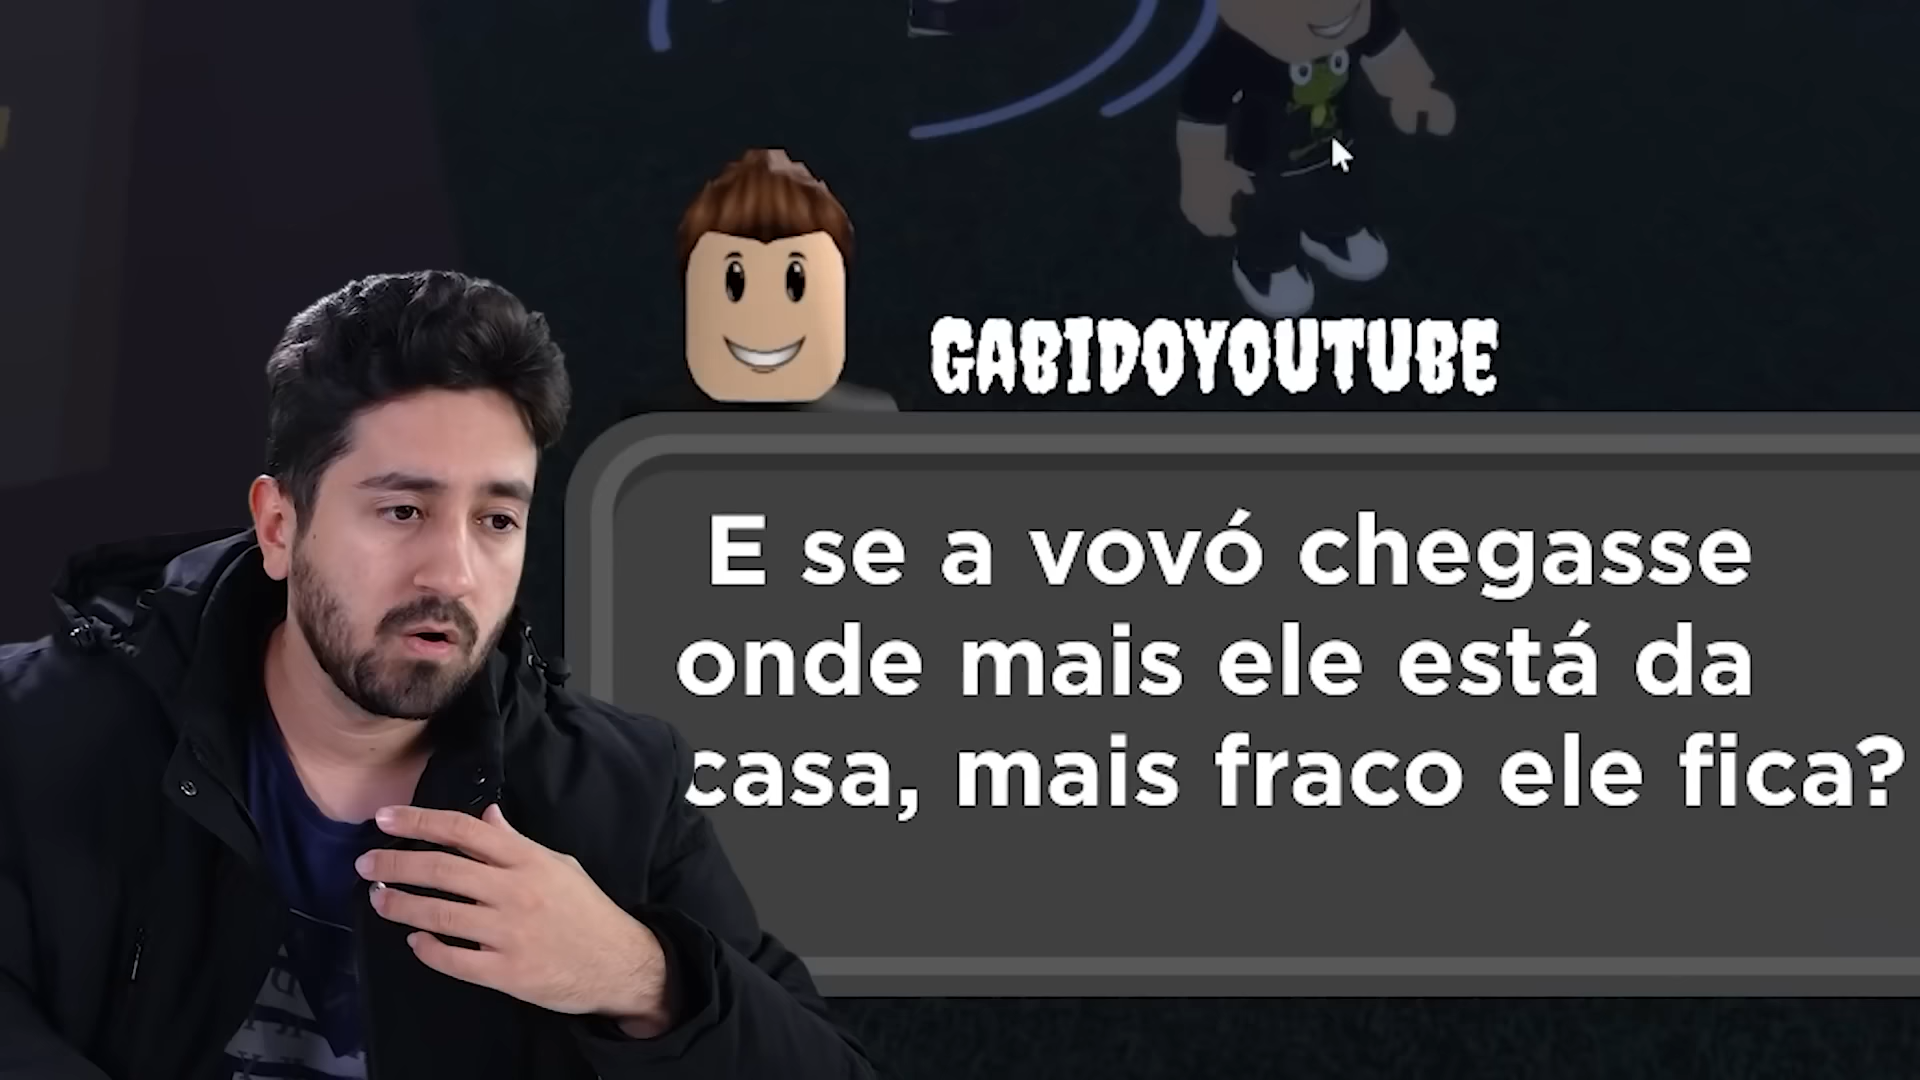 GABIDOYOUTUBE
E se a vovó chegasse
onde mais ele está da
casa, mais fraco ele fica?